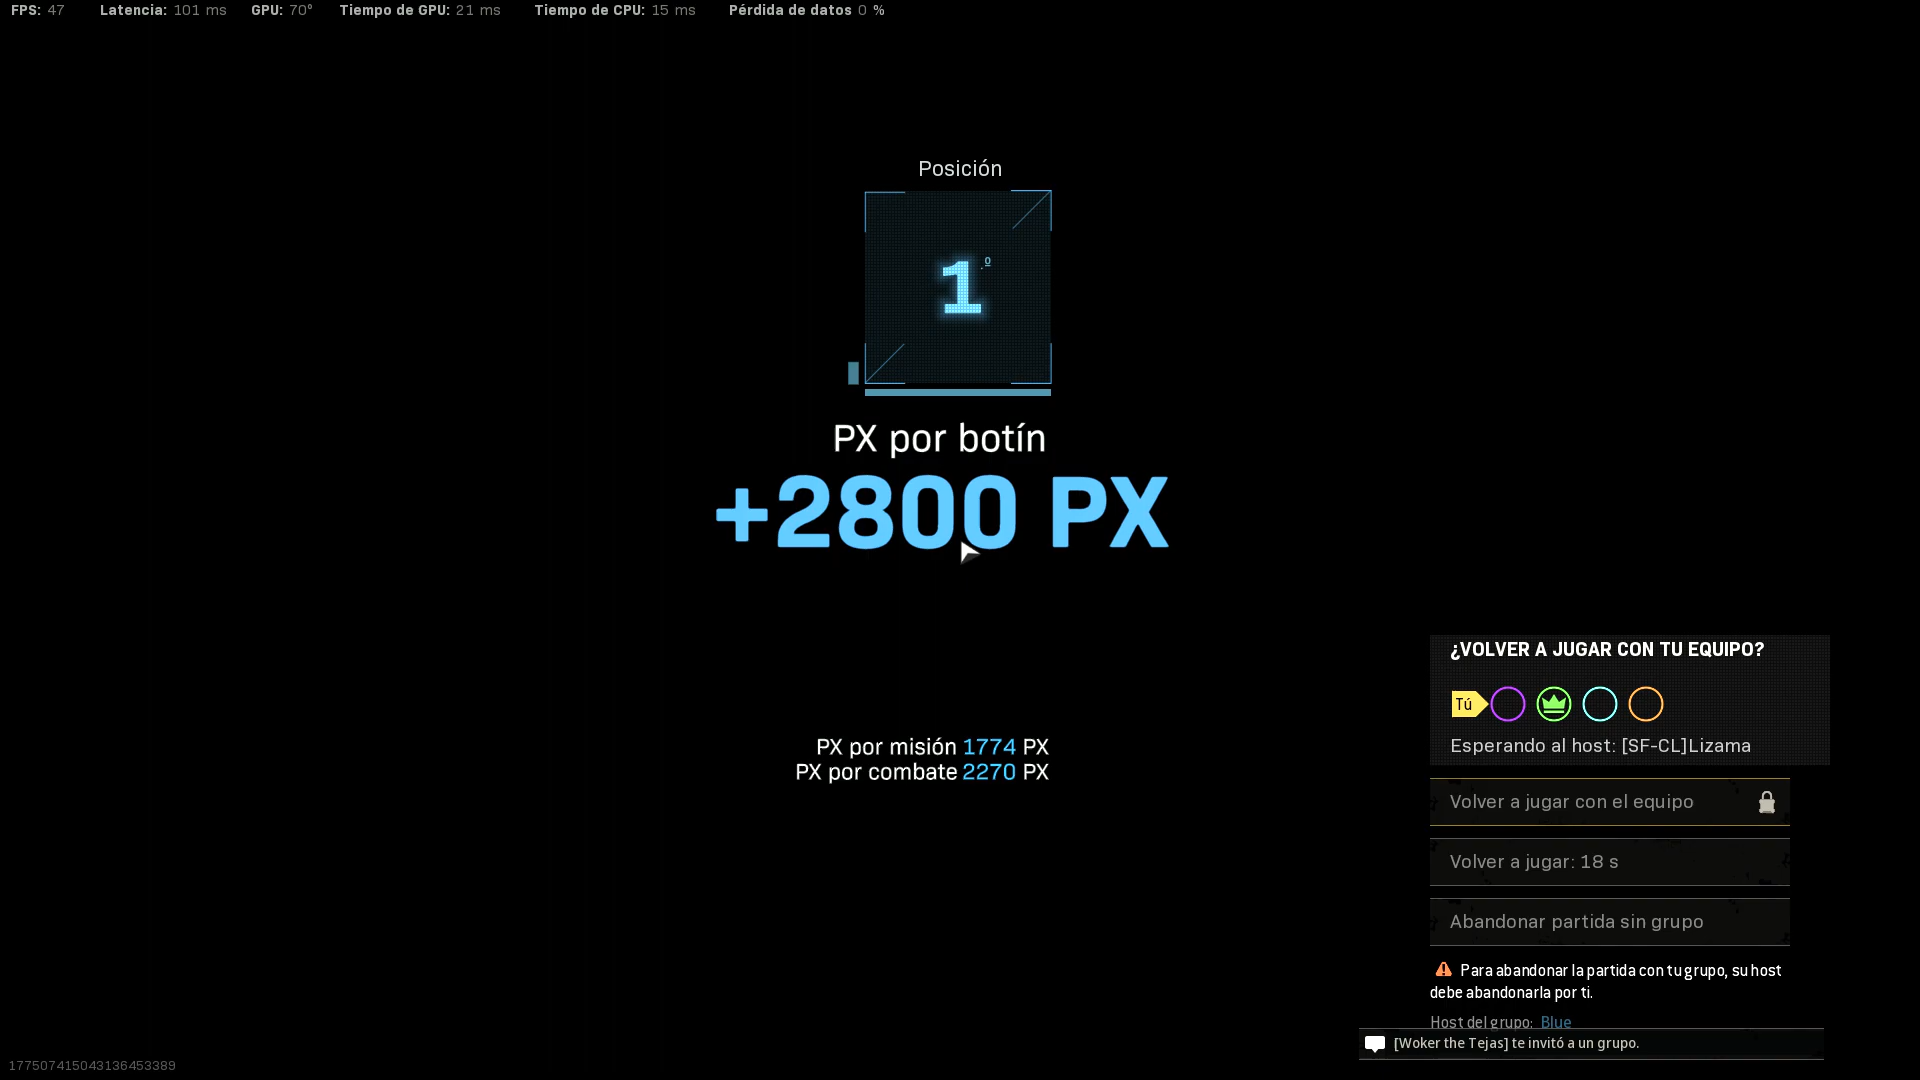 FPS: 47 Latencia: 101 ms GPU: 70° Tiempo de GPU: 21 ms Tiempo de CPU: 15 ms Pérdida de datos 0 %
Posición
1.º
PX por botín
+2800 PX
PX por misión 1774 PX
PX por combate 2270 PX
¿VOLVER A JUGAR CON TU EQUIPO?
Tú
Esperando al host: [SF-CL]Lizama
Volver a jugar con el equipo
Volver a jugar: 18 s
Abandonar partida sin grupo
Para abandonar la partida con tu grupo, su host
debe abandonarla por ti.
Host del grupo: Blue
[Woker the Tejas] te invitó a un grupo.
177507415043136453389